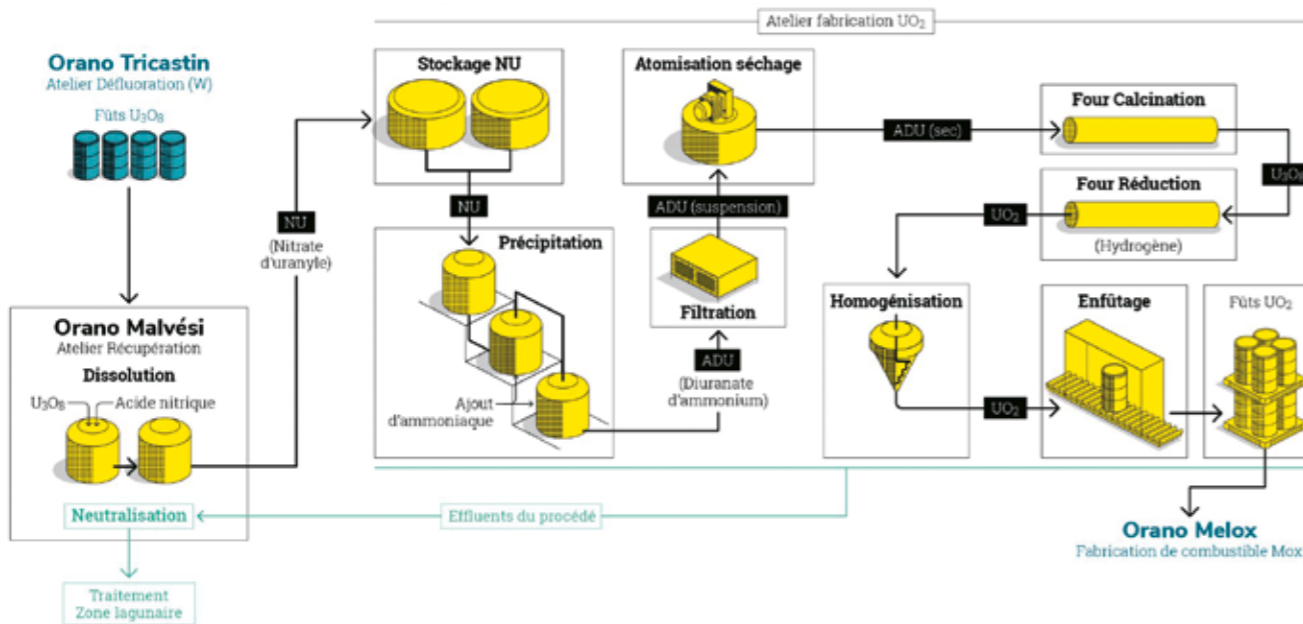 Atelier fabrication UO₂
Orano Tricastin
Atelier Défluoration (W)
Fûts U₃O₈
NU
(Nitrate
d'uranyle)
Orano Malvési
Atelier Récupération
Dissolution
U₃O₈
Acide nitrique
Neutralisation
Traitement
Zone lagunaire
Effluents du procédé
Stockage NU
NU
Précipitation
Ajout
d'ammoniaque
ADU
(Diuranate
d'ammonium)
Filtration
ADU (suspension)
Atomisation séchage
ADU (sec)
Four Calcination
U₃O₈
Four Réduction
(Hydrogène)
UO₂
Homogénisation
UO₂
Enfûtage
Fûts UO₂
Orano Melox
Fabrication de combustible Mox